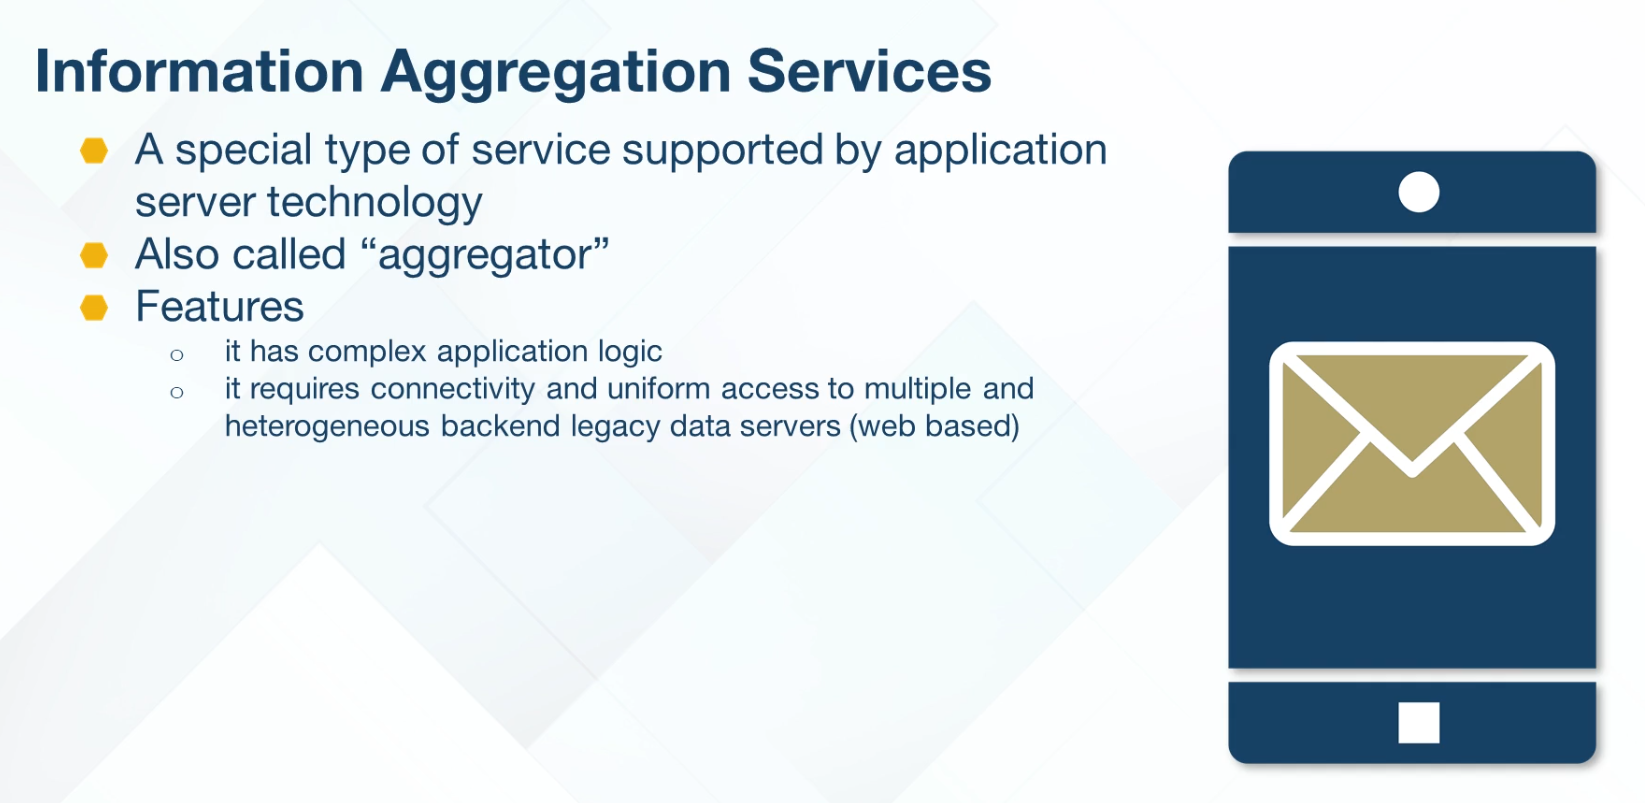 Information Aggregation Services
A special type of service supported by application
server technology
Also called “aggregator”
Features
it has complex application logic
it requires connectivity and uniform access to multiple and
heterogeneous backend legacy data servers (web based)